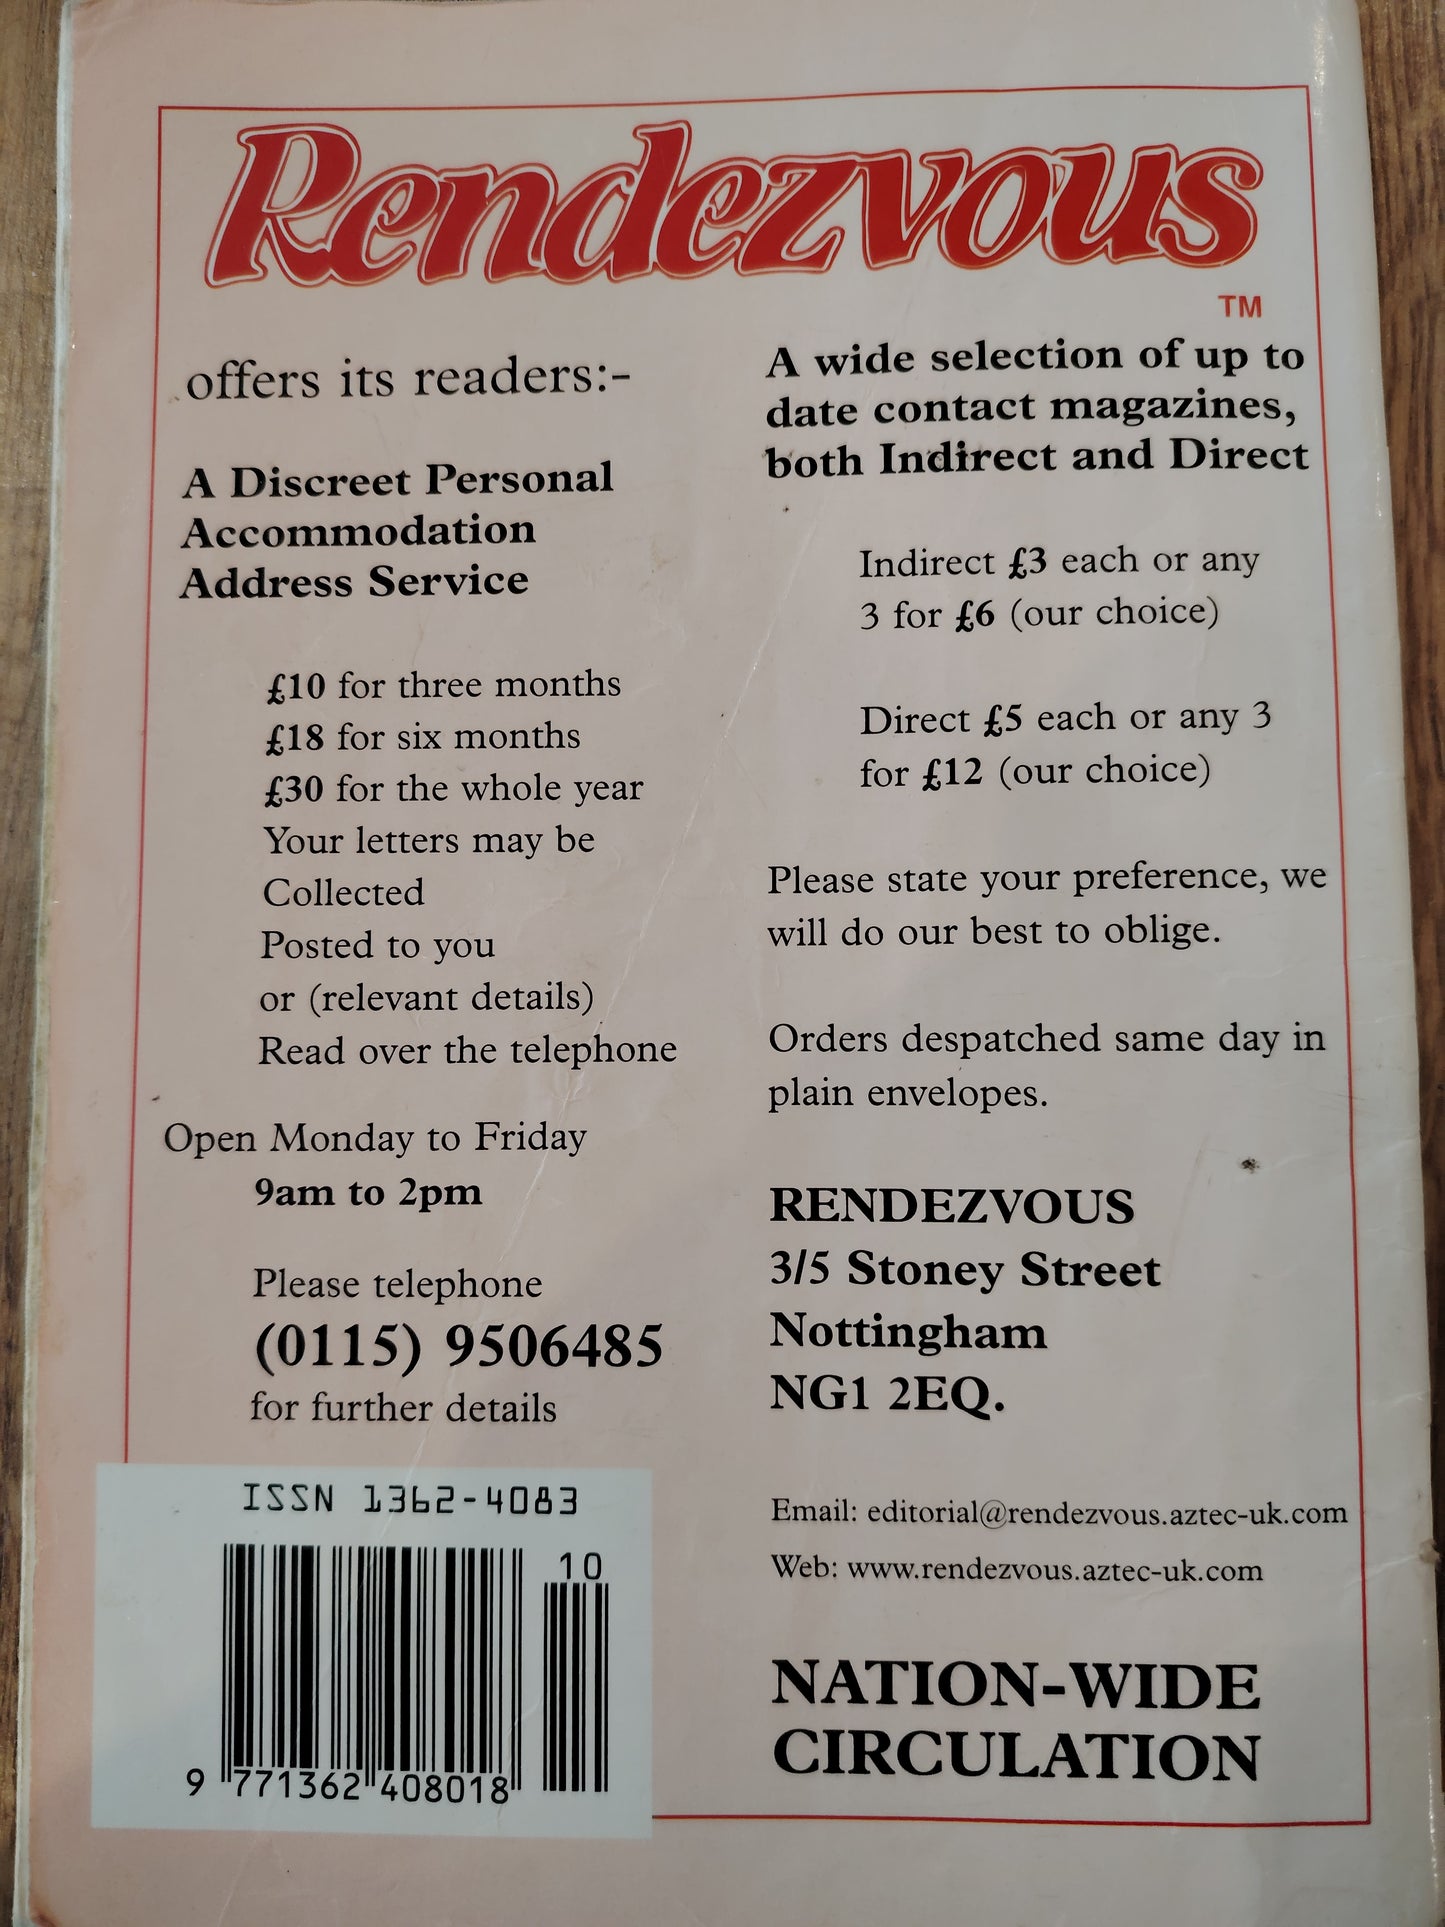 Rendezvous
TM
offers its readers:-
A Discreet Personal
Accommodation
Address Service
£10 for three months
£18 for six months
£30 for the whole year
Your letters may be
Collected
Posted to you
or (relevant details)
Read over the telephone
Open Monday to Friday
9am to 2pm
Please telephone
(0115) 9506485
for further details
A wide selection of up to
date contact magazines,
both Indirect and Direct
Indirect £3 each or any
3 for £6 (our choice)
Direct £5 each or any 3
for £12 (our choice)
Please state your preference, we
will do our best to oblige.
Orders despatched same day in
plain envelopes.
RENDEZVOUS
3/5 Stoney Street
Nottingham
NG1 2EQ.
Email: editorial@rendezvous.aztec-uk.com
Web: www.rendezvous.aztec-uk.com
NATION-WIDE
CIRCULATION
ISSN 1362-4083
10
9 771362 408018